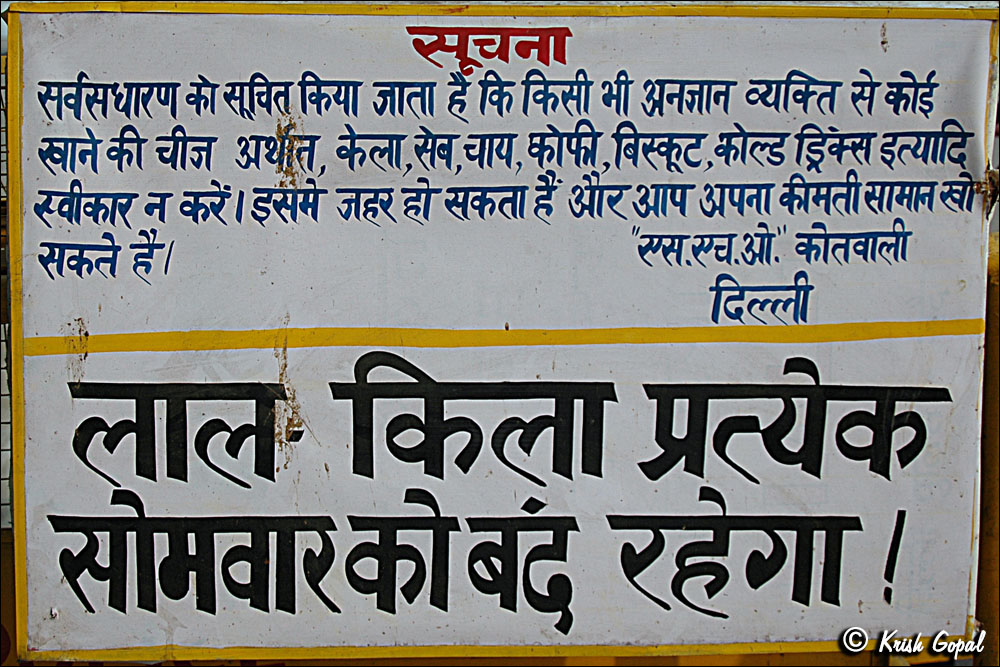 सूचना
सर्वसधारण को सूचित किया जाता है कि किसी भी अनजान व्यक्ति से कोई
खाने की चीज अर्थात, केला, सेब, चाय, कोफी, बिस्कूट, कोल्ड ड्रिंक्स इत्यादि
स्वीकार न करें। इसमे जहर हो सकता हैं और आप अपना कीमती सामान खो
सकते है।
"एस.एच.ओ." कोतवाली
दिल्ली
लाल- किला प्रत्येक
सोमवार को बंद रहेगा !
© Krish Gopal